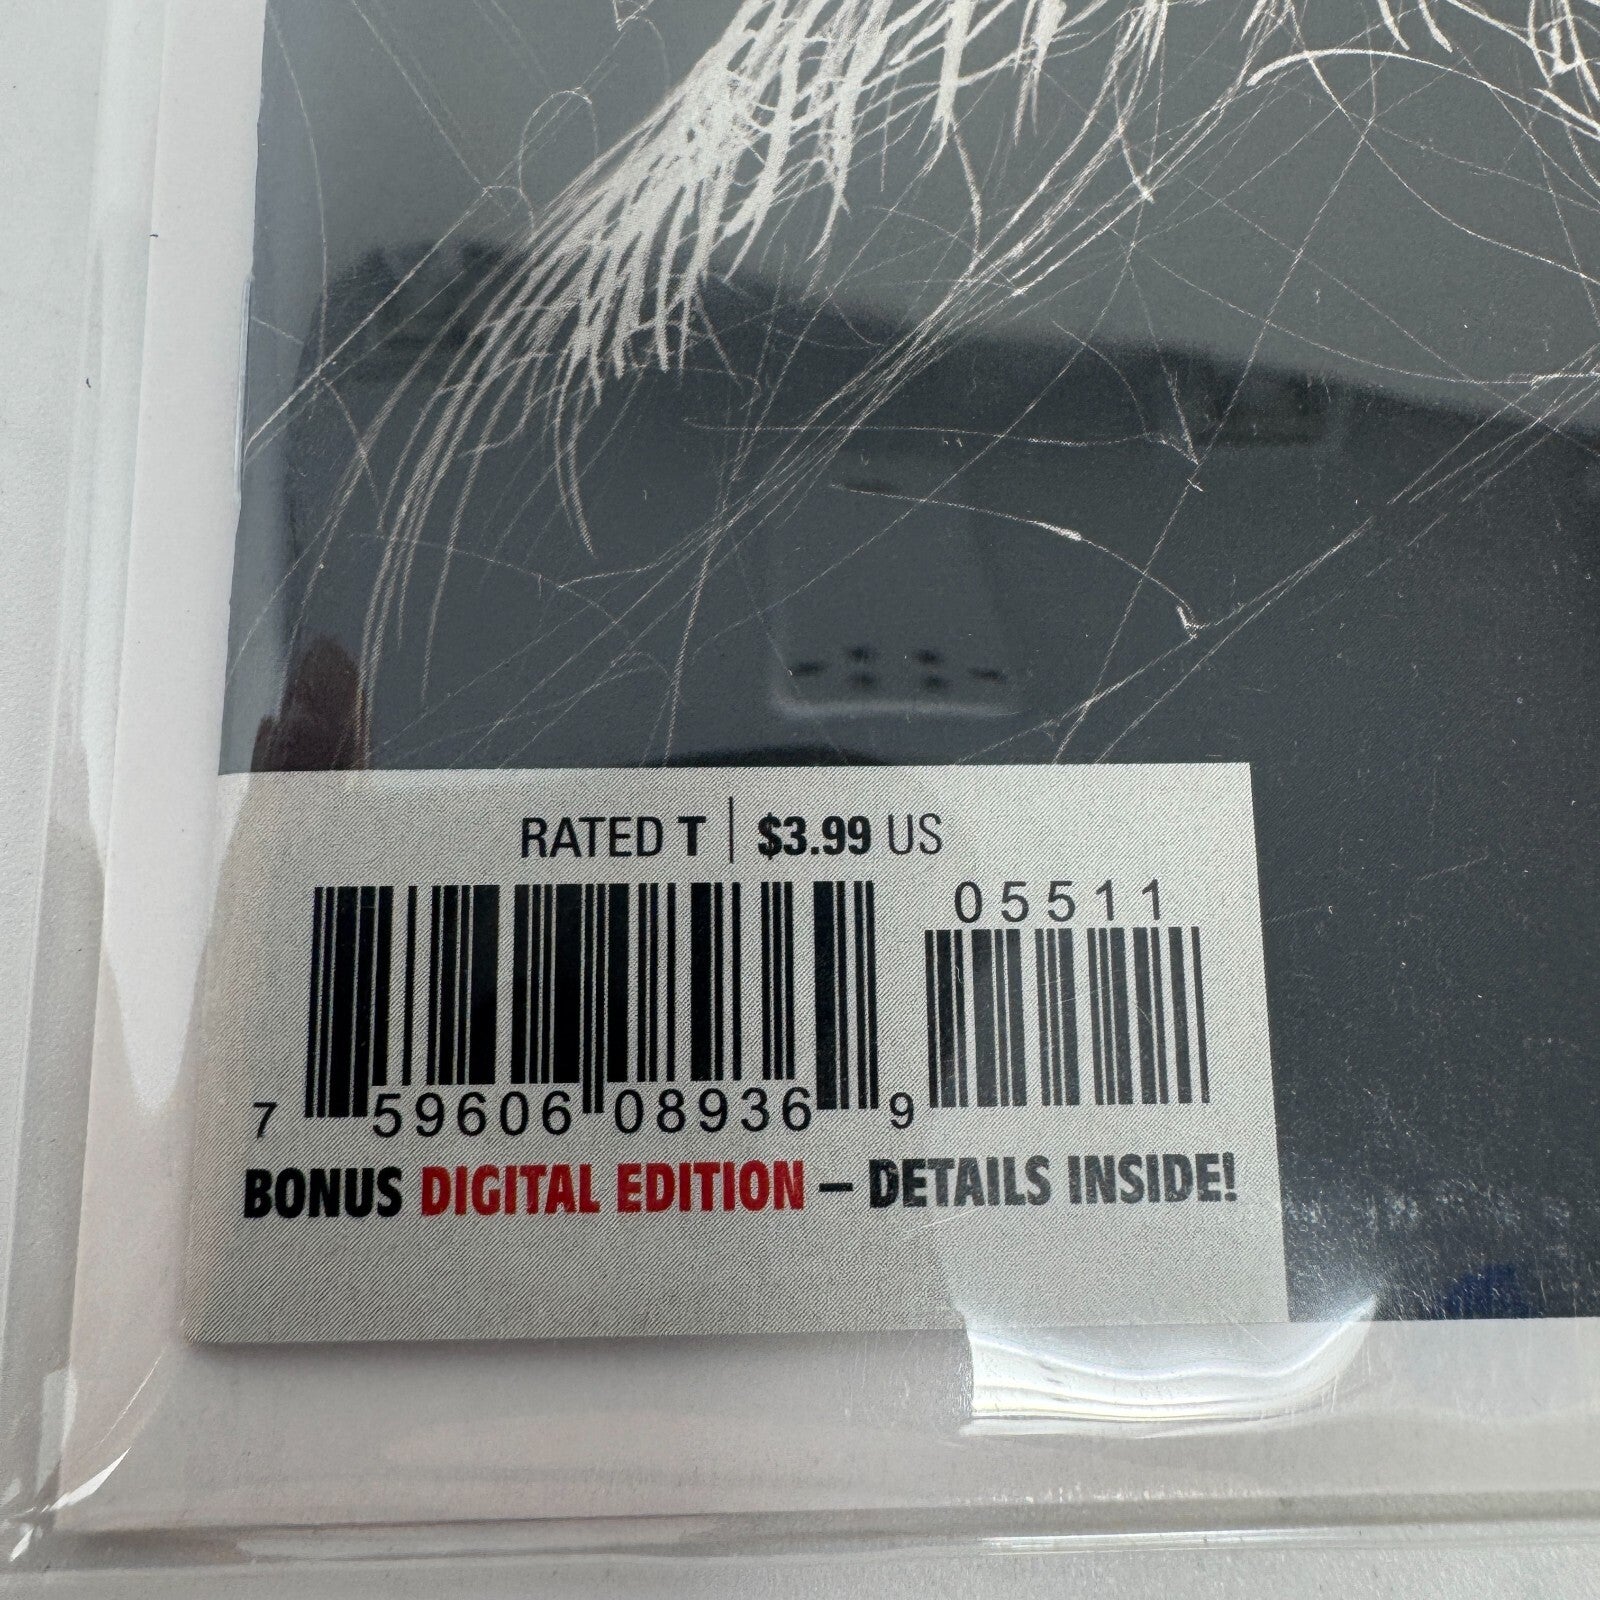 RATED T | $3.99 US
05511
7 59606 08936 9
BONUS DIGITAL EDITION – DETAILS INSIDE!